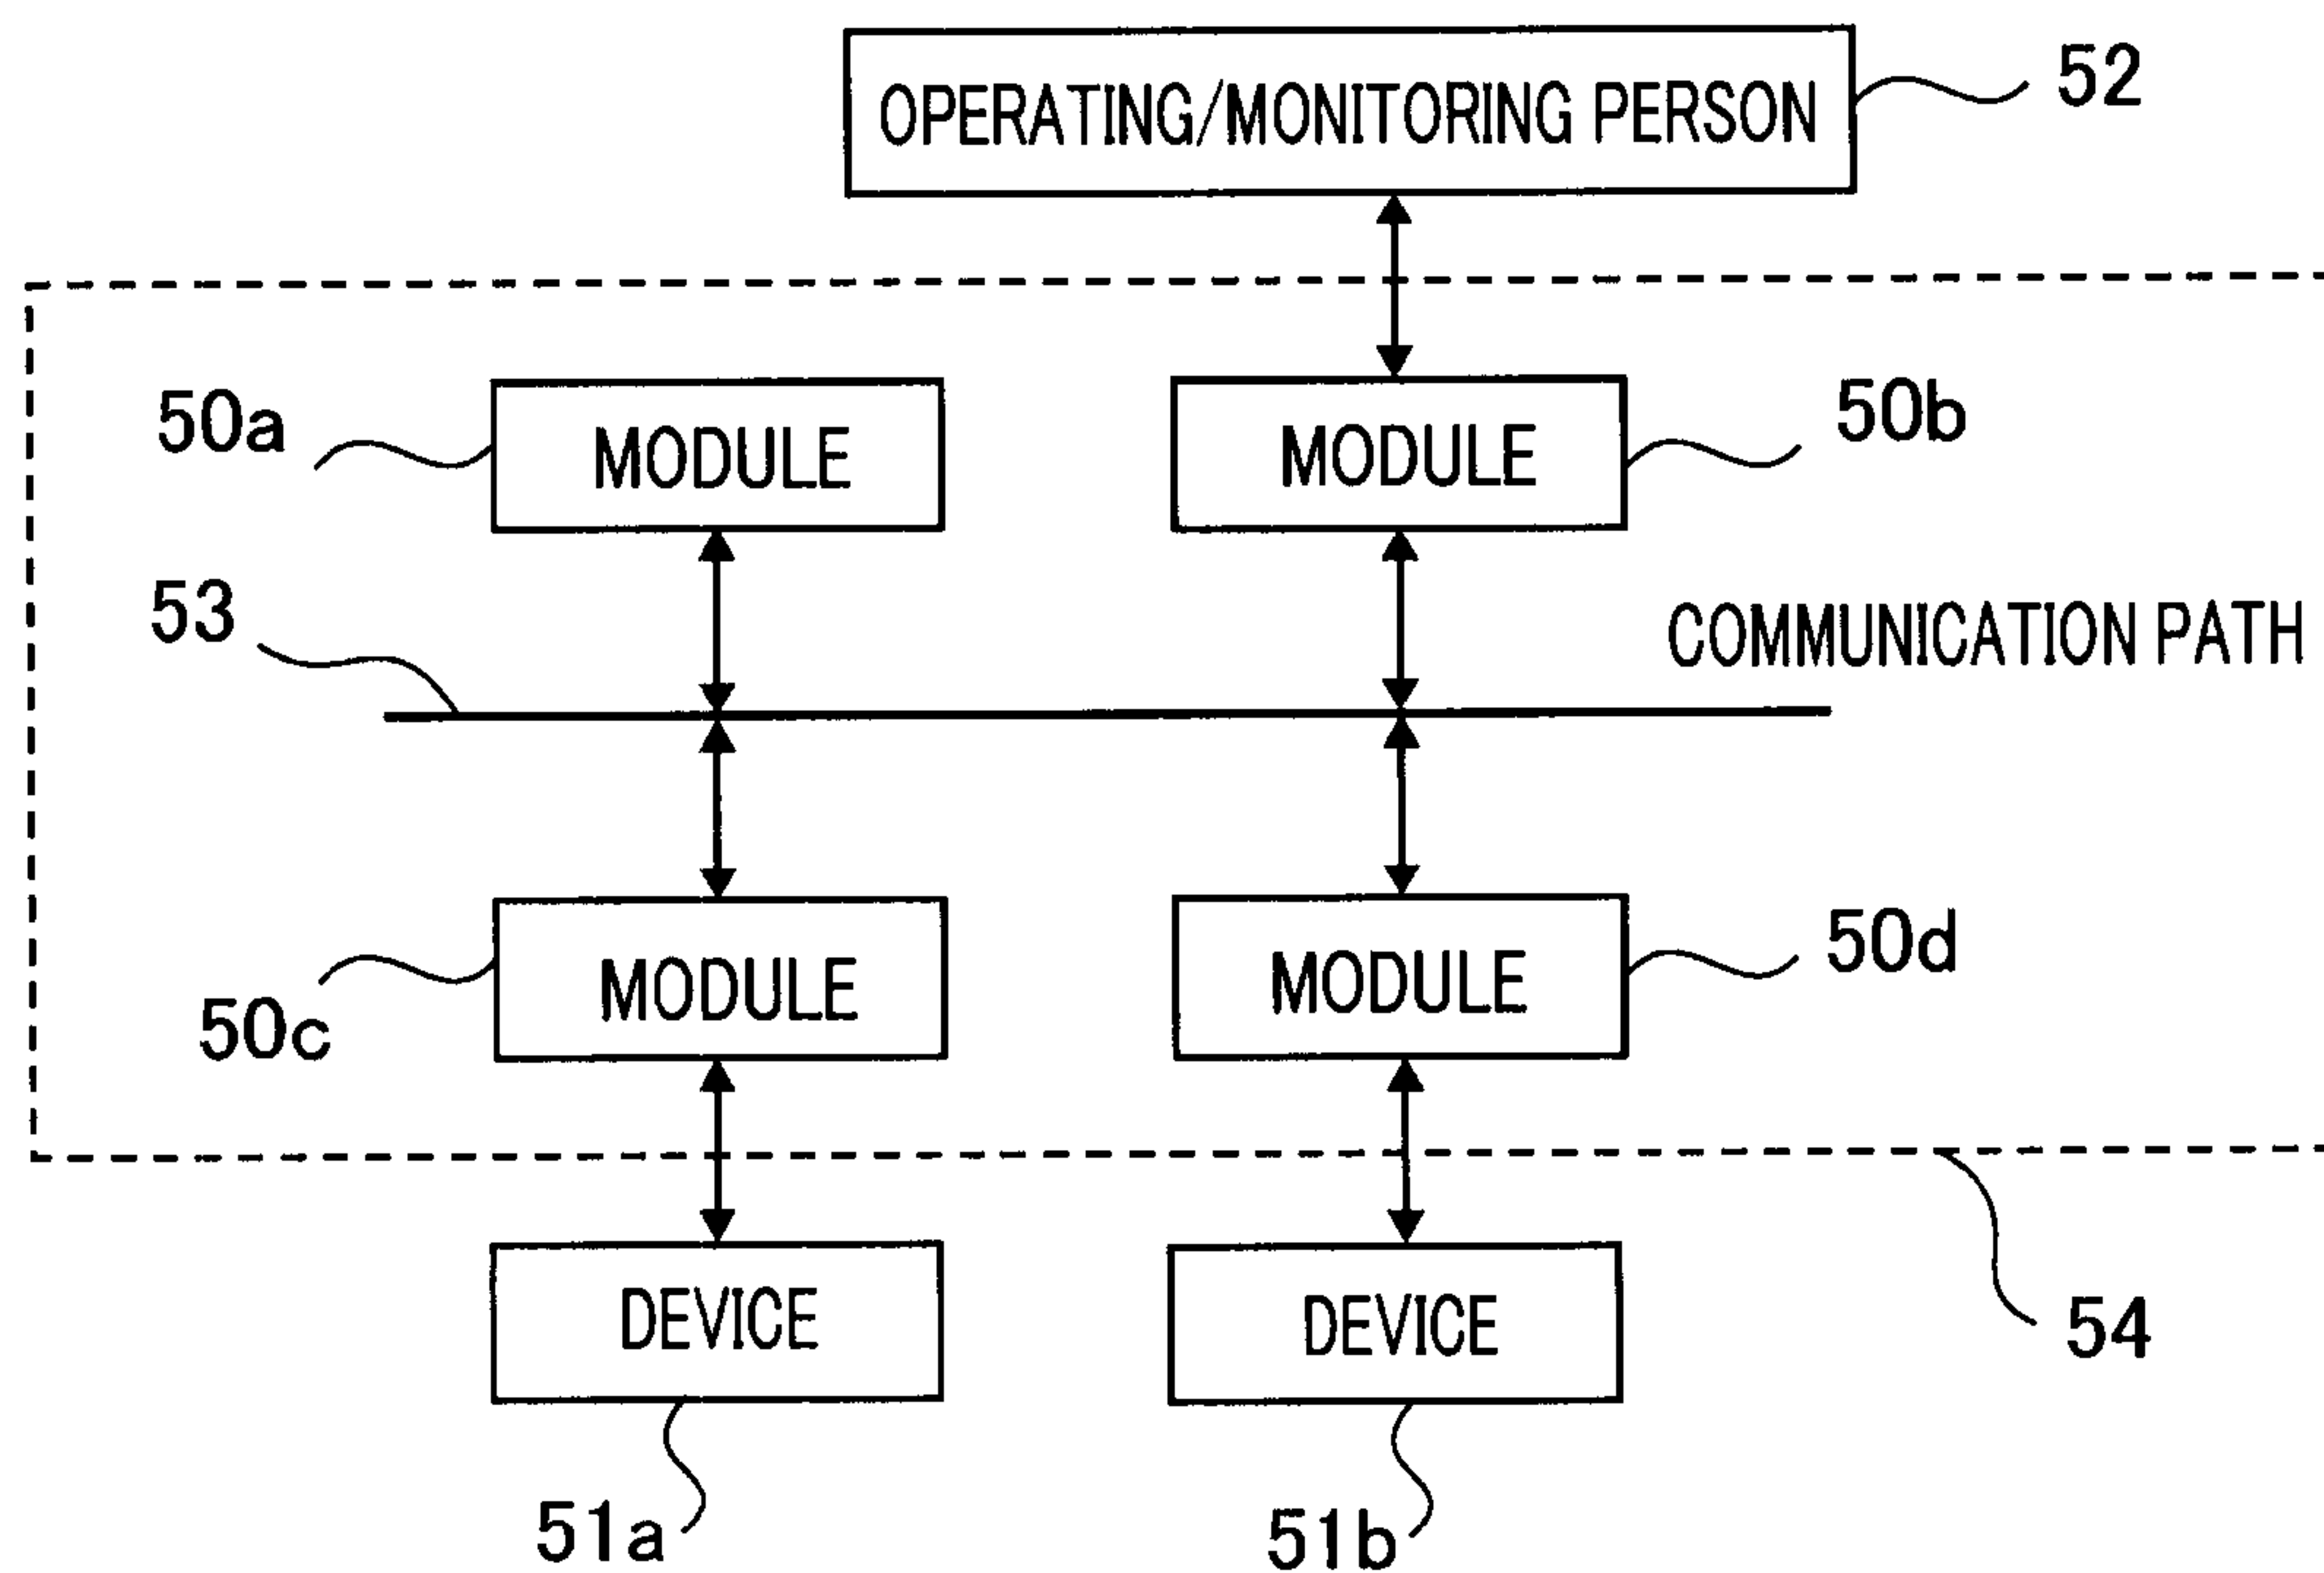 OPERATING/MONITORING PERSON
52
50a
MODULE
MODULE
50b
53
COMMUNICATION PATH
50c
MODULE
MODULE
50d
DEVICE
DEVICE
54
51a
51b